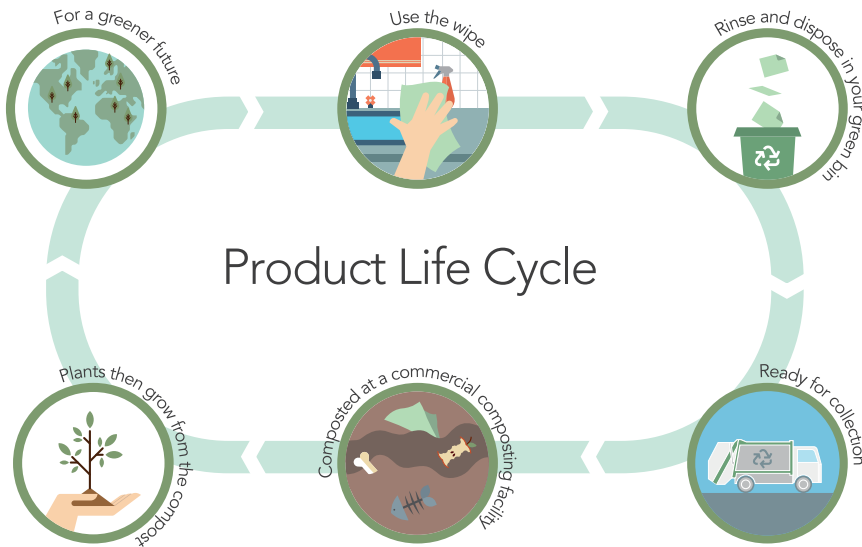 For a greener future
Use the wipe
Rinse and dispose in your green bin
Product Life Cycle
Plants then grow from the compost
Composted at a commercial composting facility
Ready for collection